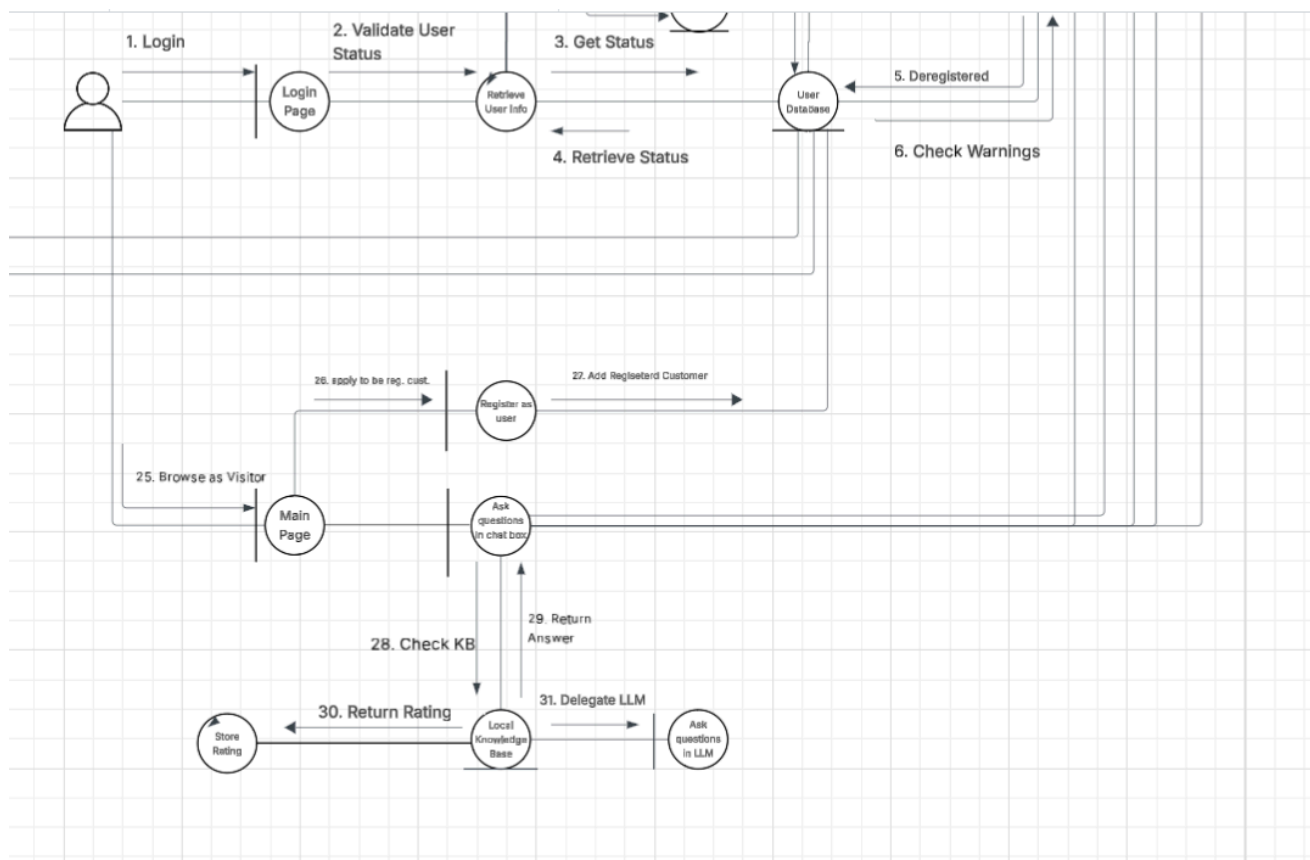 1. Login
2. Validate User
Status
3. Get Status
Login
Page
Retrieve
User Info
User
Database
5. Deregistered
4. Retrieve Status
6. Check Warnings
26. apply to be reg. cust.
27. Add Regiseterd Customer
Register as
user
25. Browse as Visitor
Main
Page
Ask
questions
in chat box
28. Check KB
29. Return
Answer
30. Return Rating
31. Delegate LLM
Store
Rating
Local
Knowledge
Base
Ask
questions
in LLM